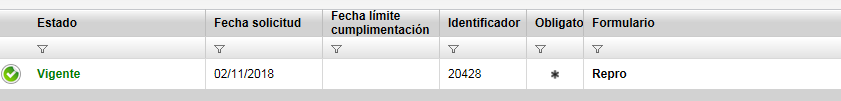 Estado Fecha solicitud Fecha límite cumplimentación Identificador Obligato Formulario
Vigente 02/11/2018 20428 * Repro